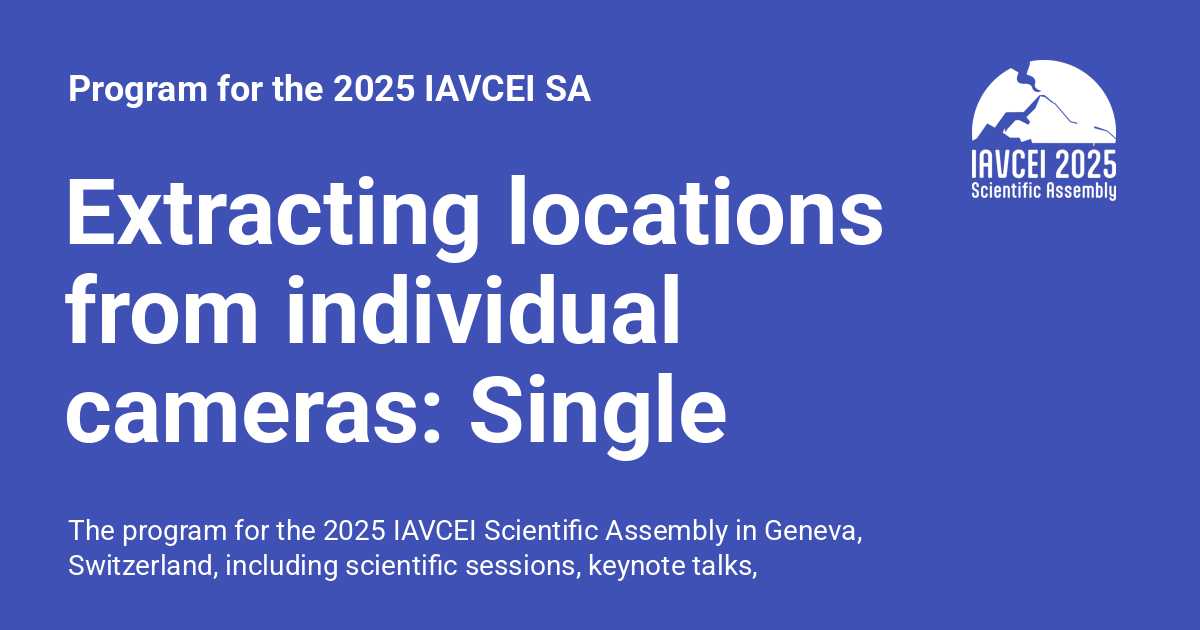 Program for the 2025 IAVCEI SA
IAVCEI 2025
Scientific Assembly
Extracting locations
from individual
cameras: Single
The program for the 2025 IAVCEI Scientific Assembly in Geneva,
Switzerland, including scientific sessions, keynote talks,